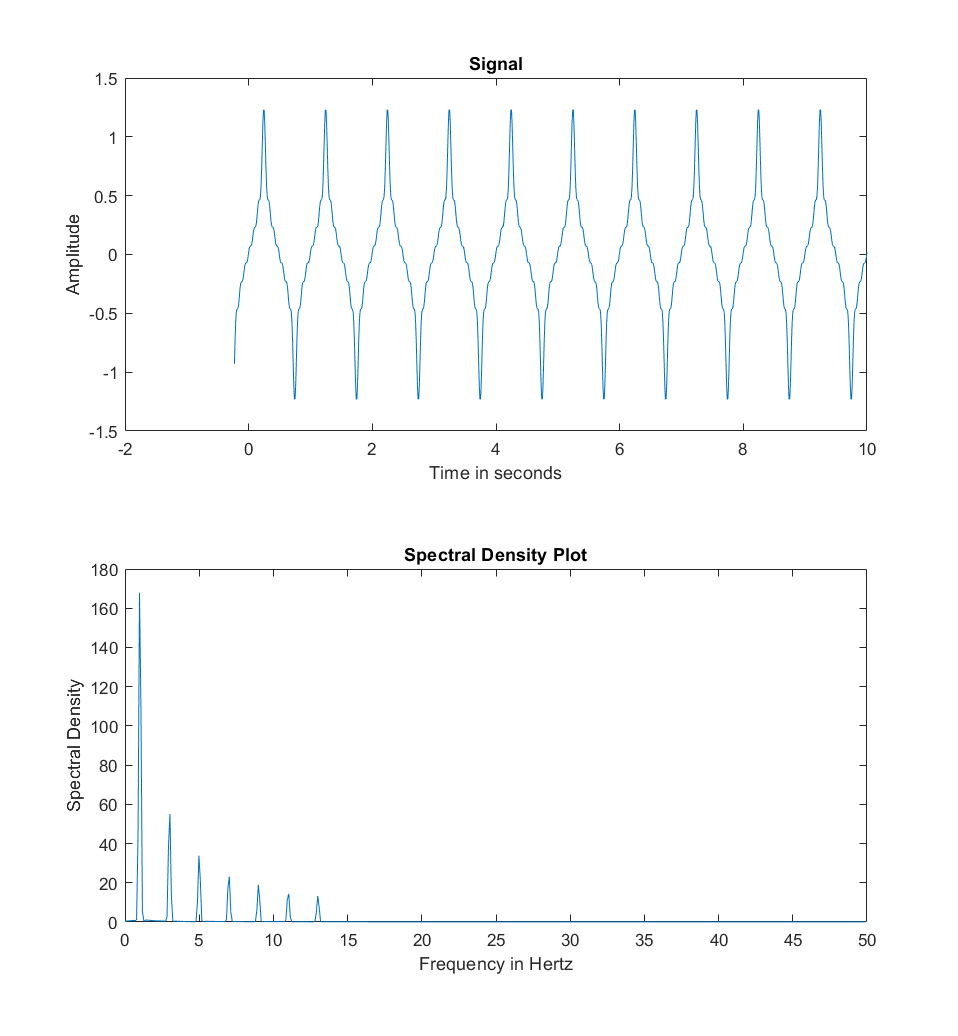 Signal
1.5
1
0.5
0
-0.5
-1
-1.5
Amplitude
-2 0 2 4 6 8 10
Time in seconds
Spectral Density Plot
180
160
140
120
100
80
60
40
20
0
Spectral Density
0 5 10 15 20 25 30 35 40 45 50
Frequency in Hertz